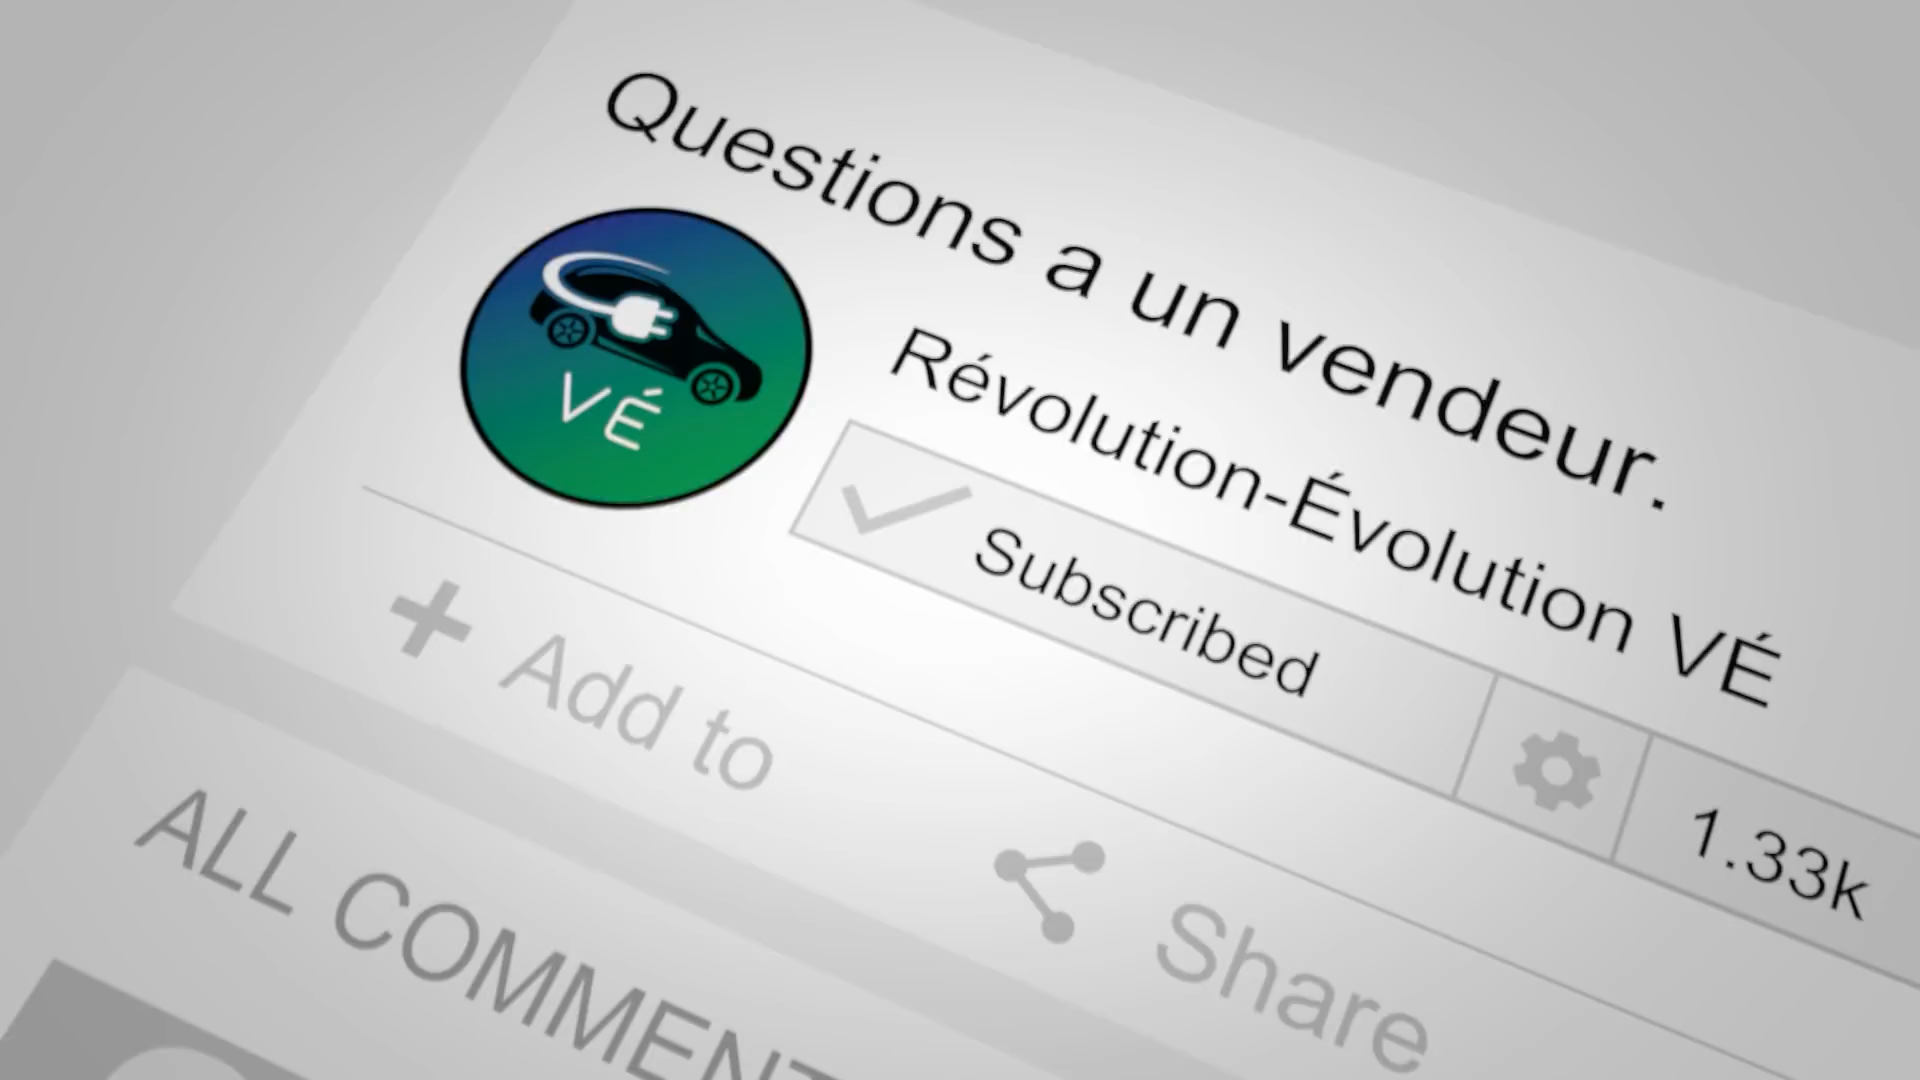 Questions a un vendeur.
VÉ
Révolution-Évolution VÉ
Subscribed
1.33k
Add to
Share
ALL COMMENT